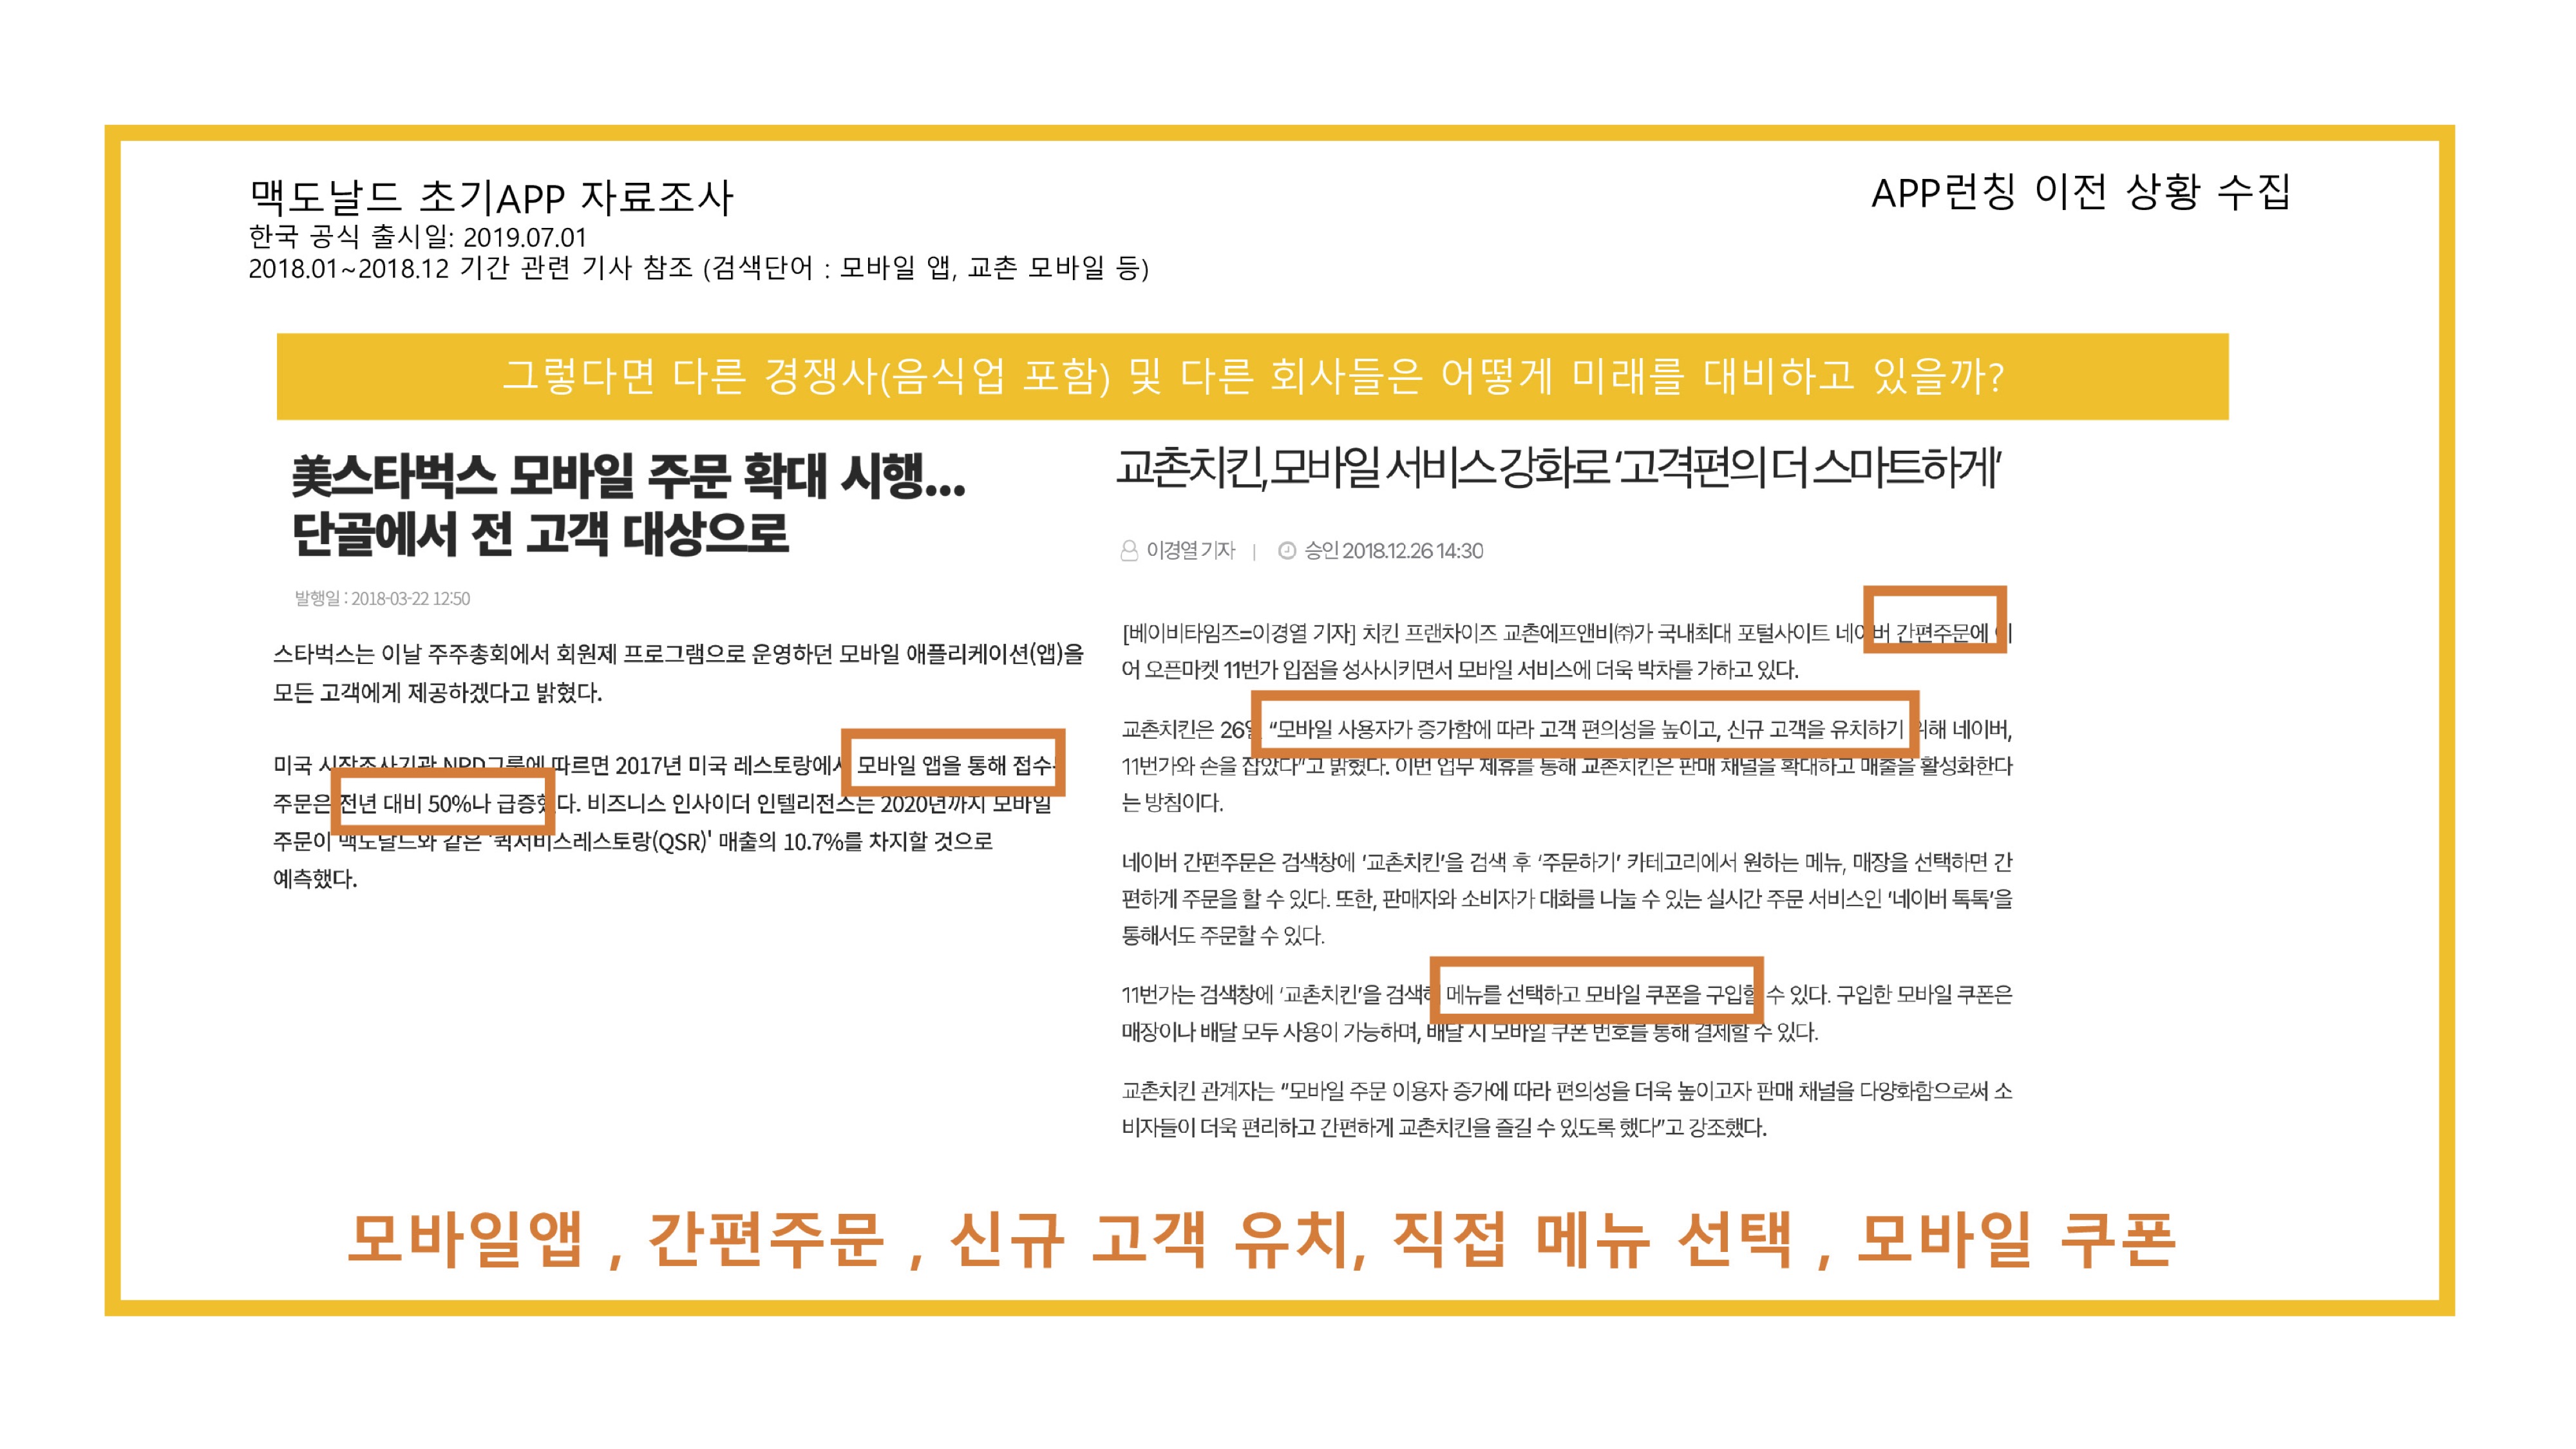 맥도날드 초기APP 자료조사
한국 공식 출시일: 2019.07.01
2018.01~2018.12 기간 관련 기사 참조 (검색단어 : 모바일 앱, 교촌 모바일 등)
APP런칭 이전 상황 수집
그렇다면 다른 경쟁사(음식업 포함) 및 다른 회사들은 어떻게 미래를 대비하고 있을까?
美스타벅스 모바일 주문 확대 시행...
단골에서 전 고객 대상으로
발행일 : 2018-03-22 12:50
스타벅스는 이날 주주총회에서 회원제 프로그램으로 운영하던 모바일 애플리케이션(앱)을
모든 고객에게 제공하겠다고 밝혔다.
미국 시장조사기관 NPD그룹에 따르면 2017년 미국 레스토랑에서 모바일 앱을 통해 접수
주문은 전년 대비 50%나 급증했다. 비즈니스 인사이더 인텔리전스는 2020년까지 모바일
주문이 맥도날드와 같은 '퀵서비스레스토랑(QSR)' 매출의 10.7%를 차지할 것으로
예측했다.
교촌치킨, 모바일 서비스 강화로 ‘고격편의 더 스마트하게’
이경열 기자 | 승인 2018.12.26 14:30
[베이비타임즈=이경열 기자] 치킨 프랜차이즈 교촌에프앤비㈜가 국내최대 포털사이트 네이버 간편주문에 이
어 오픈마켓 11번가 입점을 성사시키면서 모바일 서비스에 더욱 박차를 가하고 있다.
교촌치킨은 26일 “모바일 사용자가 증가함에 따라 고객 편의성을 높이고, 신규 고객을 유치하기 위해 네이버,
11번가와 손을 잡았다”고 밝혔다. 이번 업무 제휴를 통해 교촌치킨은 판매 채널을 확대하고 매출을 활성화한다
는 방침이다.
네이버 간편주문은 검색창에 ‘교촌치킨’을 검색 후 ‘주문하기’ 카테고리에서 원하는 메뉴, 매장을 선택하면 간
편하게 주문을 할 수 있다. 또한, 판매자와 소비자가 대화를 나눌 수 있는 실시간 주문 서비스인 ‘네이버 톡톡’을
통해서도 주문할 수 있다.
11번가는 검색창에 ‘교촌치킨’을 검색해 메뉴를 선택하고 모바일 쿠폰을 구입할 수 있다. 구입한 모바일 쿠폰은
매장이나 배달 모두 사용이 가능하며, 배달 시 모바일 쿠폰 번호를 통해 결제할 수 있다.
교촌치킨 관계자는 “모바일 주문 이용자 증가에 따라 편의성을 더욱 높이고자 판매 채널을 다양화함으로써 소
비자들이 더욱 편리하고 간편하게 교촌치킨을 즐길 수 있도록 했다”고 강조했다.
모바일앱 , 간편주문 , 신규 고객 유치, 직접 메뉴 선택 , 모바일 쿠폰